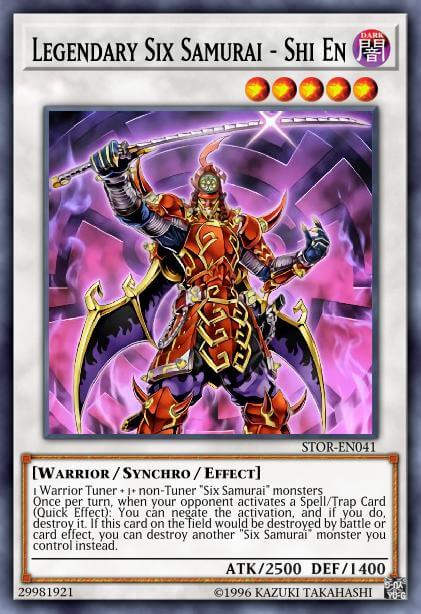 Legendary Six Samurai - Shi En
DARK
闇
STOR-EN041
[Warrior / Synchro / Effect]
1 Warrior Tuner + 1+ non-Tuner "Six Samurai" monsters
Once per turn, when your opponent activates a Spell/Trap Card
(Quick Effect): You can negate the activation, and if you do,
destroy it. If this card on the field would be destroyed by battle or
card effect, you can destroy another "Six Samurai" monster you
control instead.
ATK/2500 DEF/1400
29981921
©1996 KAZUKI TAKAHASHI